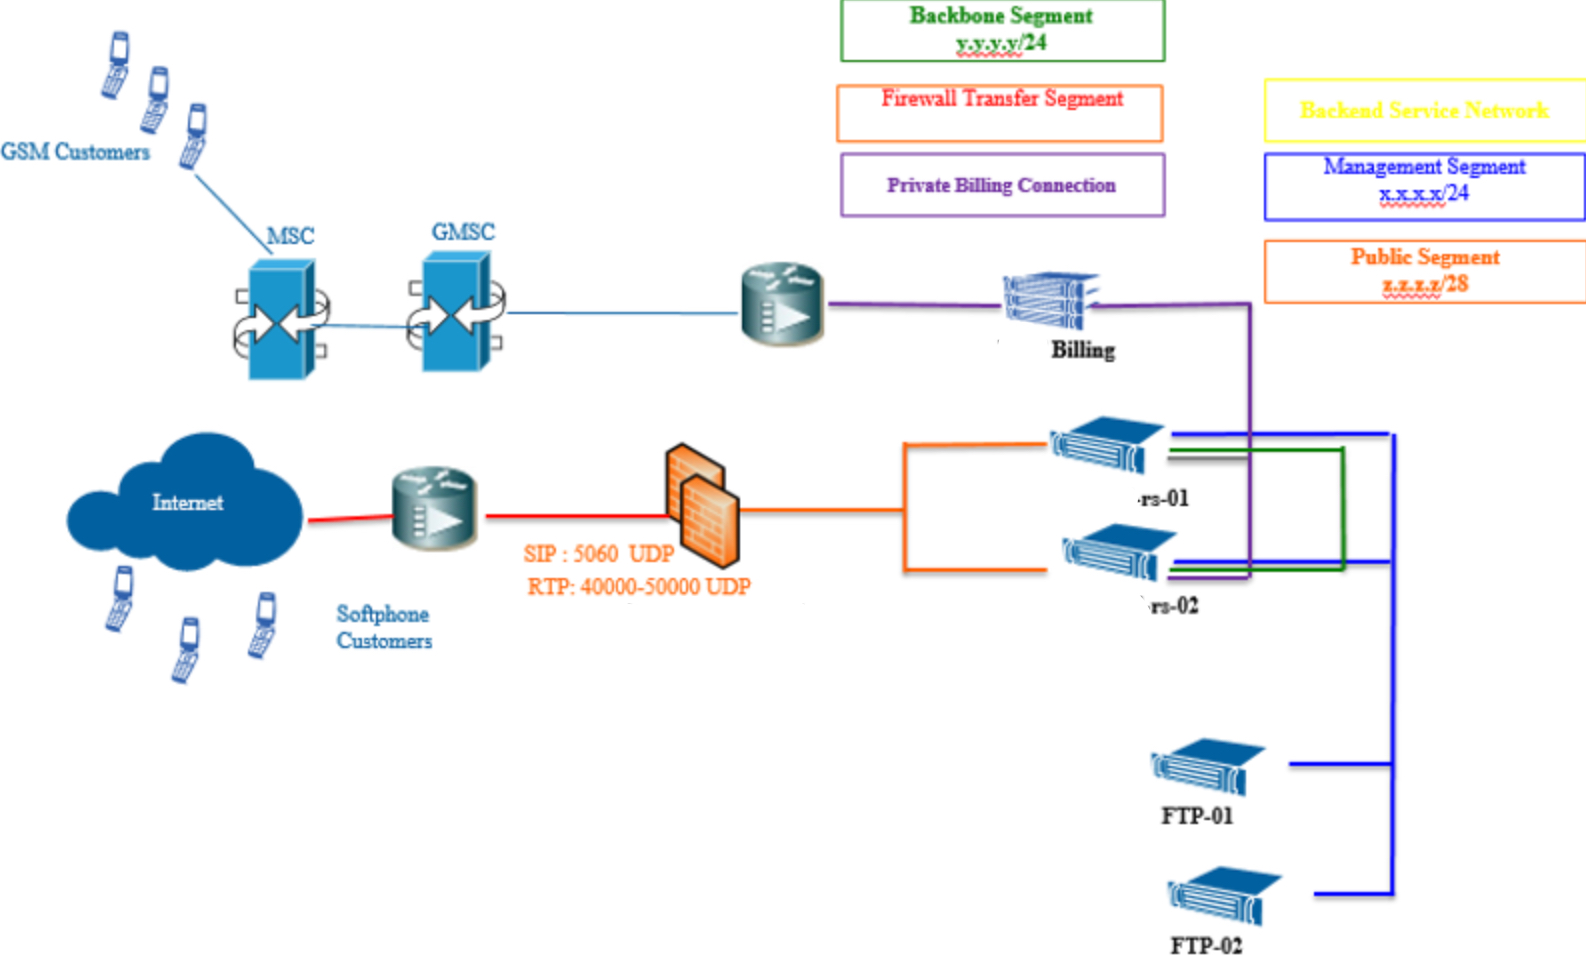 Backbone Segment
y.y.y.y/24
Firewall Transfer Segment
Backend Service Network
Private Billing Connection
Management Segment
x.x.x.x/24
Public Segment
z.z.z.z/28
GSM Customers
MSC
GMSC
Billing
Internet
-rs-01
SIP : 5060 UDP
RTP: 40000-50000 UDP
-rs-02
Softphone
Customers
FTP-01
FTP-02